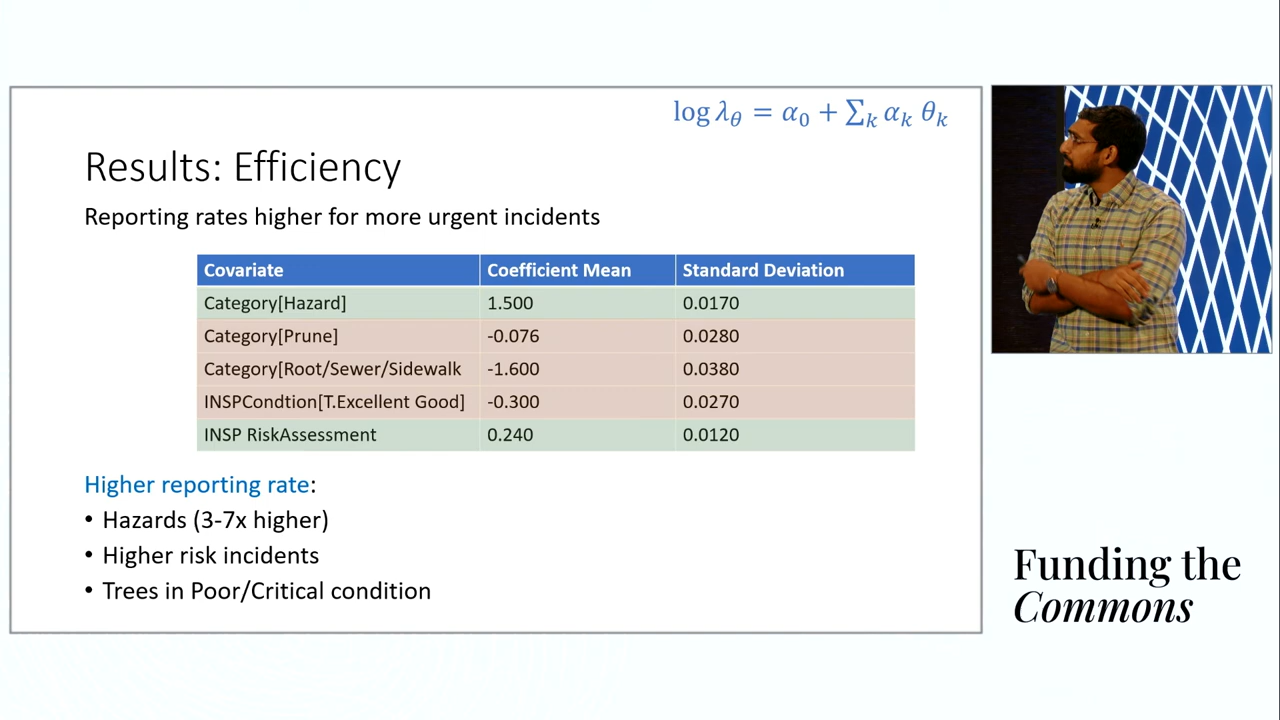 log λ_θ = α_0 + ∑_k α_k θ_k
Results: Efficiency
Reporting rates higher for more urgent incidents
Covariate Coefficient Mean Standard Deviation
Category[Hazard] 1.500 0.0170
Category[Prune] -0.076 0.0280
Category[Root/Sewer/Sidewalk -1.600 0.0380
INSPCondtion[T.Excellent Good] -0.300 0.0270
INSP RiskAssessment 0.240 0.0120
Higher reporting rate:
• Hazards (3-7x higher)
• Higher risk incidents
• Trees in Poor/Critical condition
Funding the
Commons